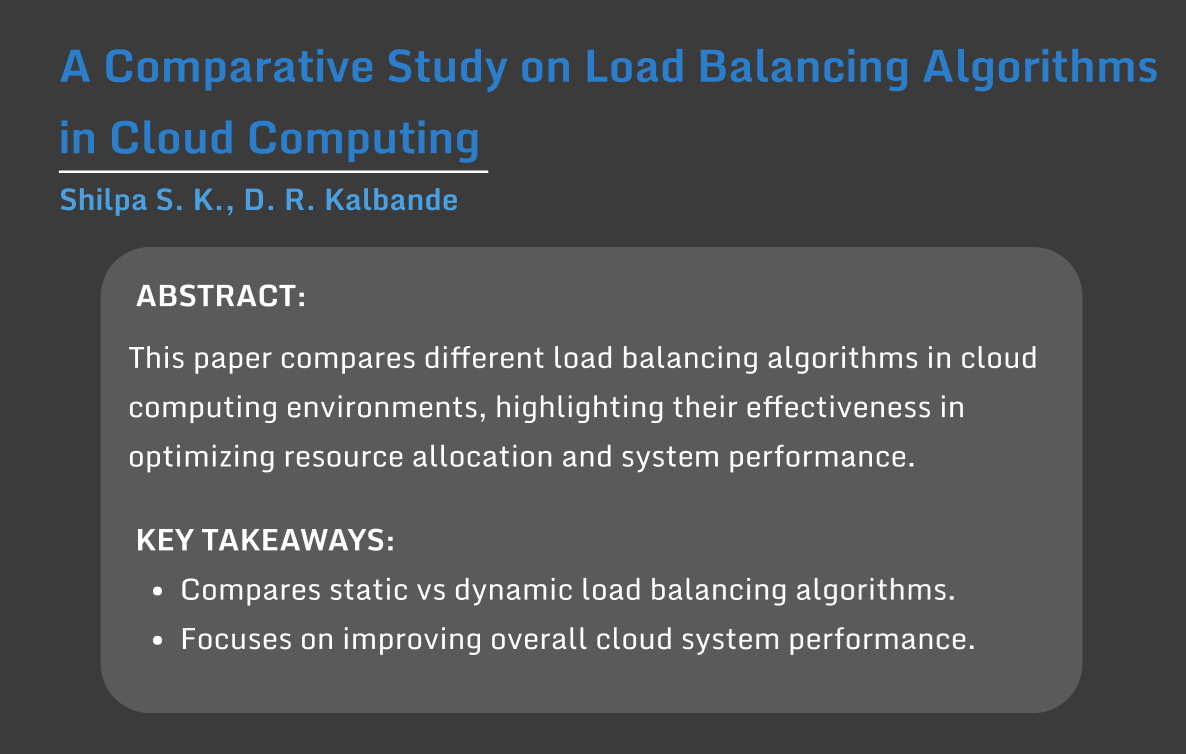 A Comparative Study on Load Balancing Algorithms
in Cloud Computing
Shilpa S. K., D. R. Kalbande
ABSTRACT:
This paper compares different load balancing algorithms in cloud
computing environments, highlighting their effectiveness in
optimizing resource allocation and system performance.
KEY TAKEAWAYS:
• Compares static vs dynamic load balancing algorithms.
• Focuses on improving overall cloud system performance.